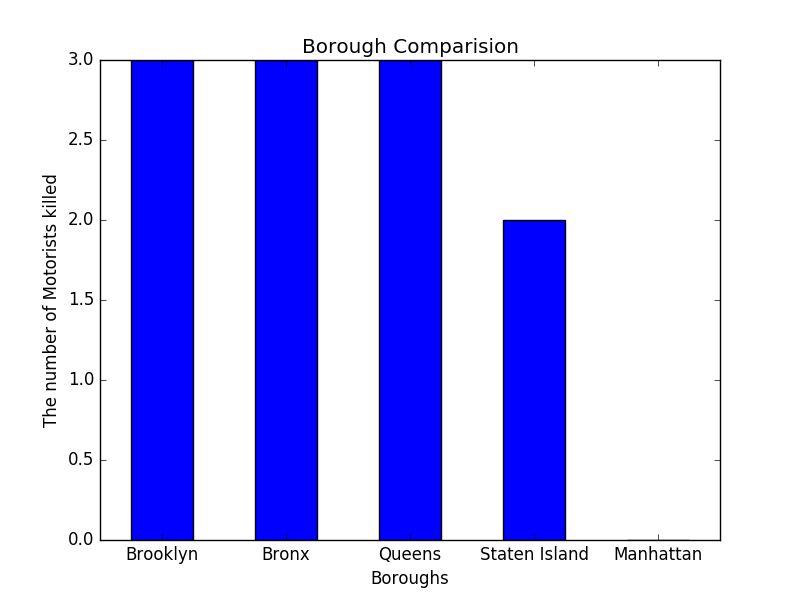 Borough Comparision
3.0
2.5
2.0
1.5
1.0
0.5
0.0
The number of Motorists killed
Brooklyn Bronx Queens Staten Island Manhattan
Boroughs